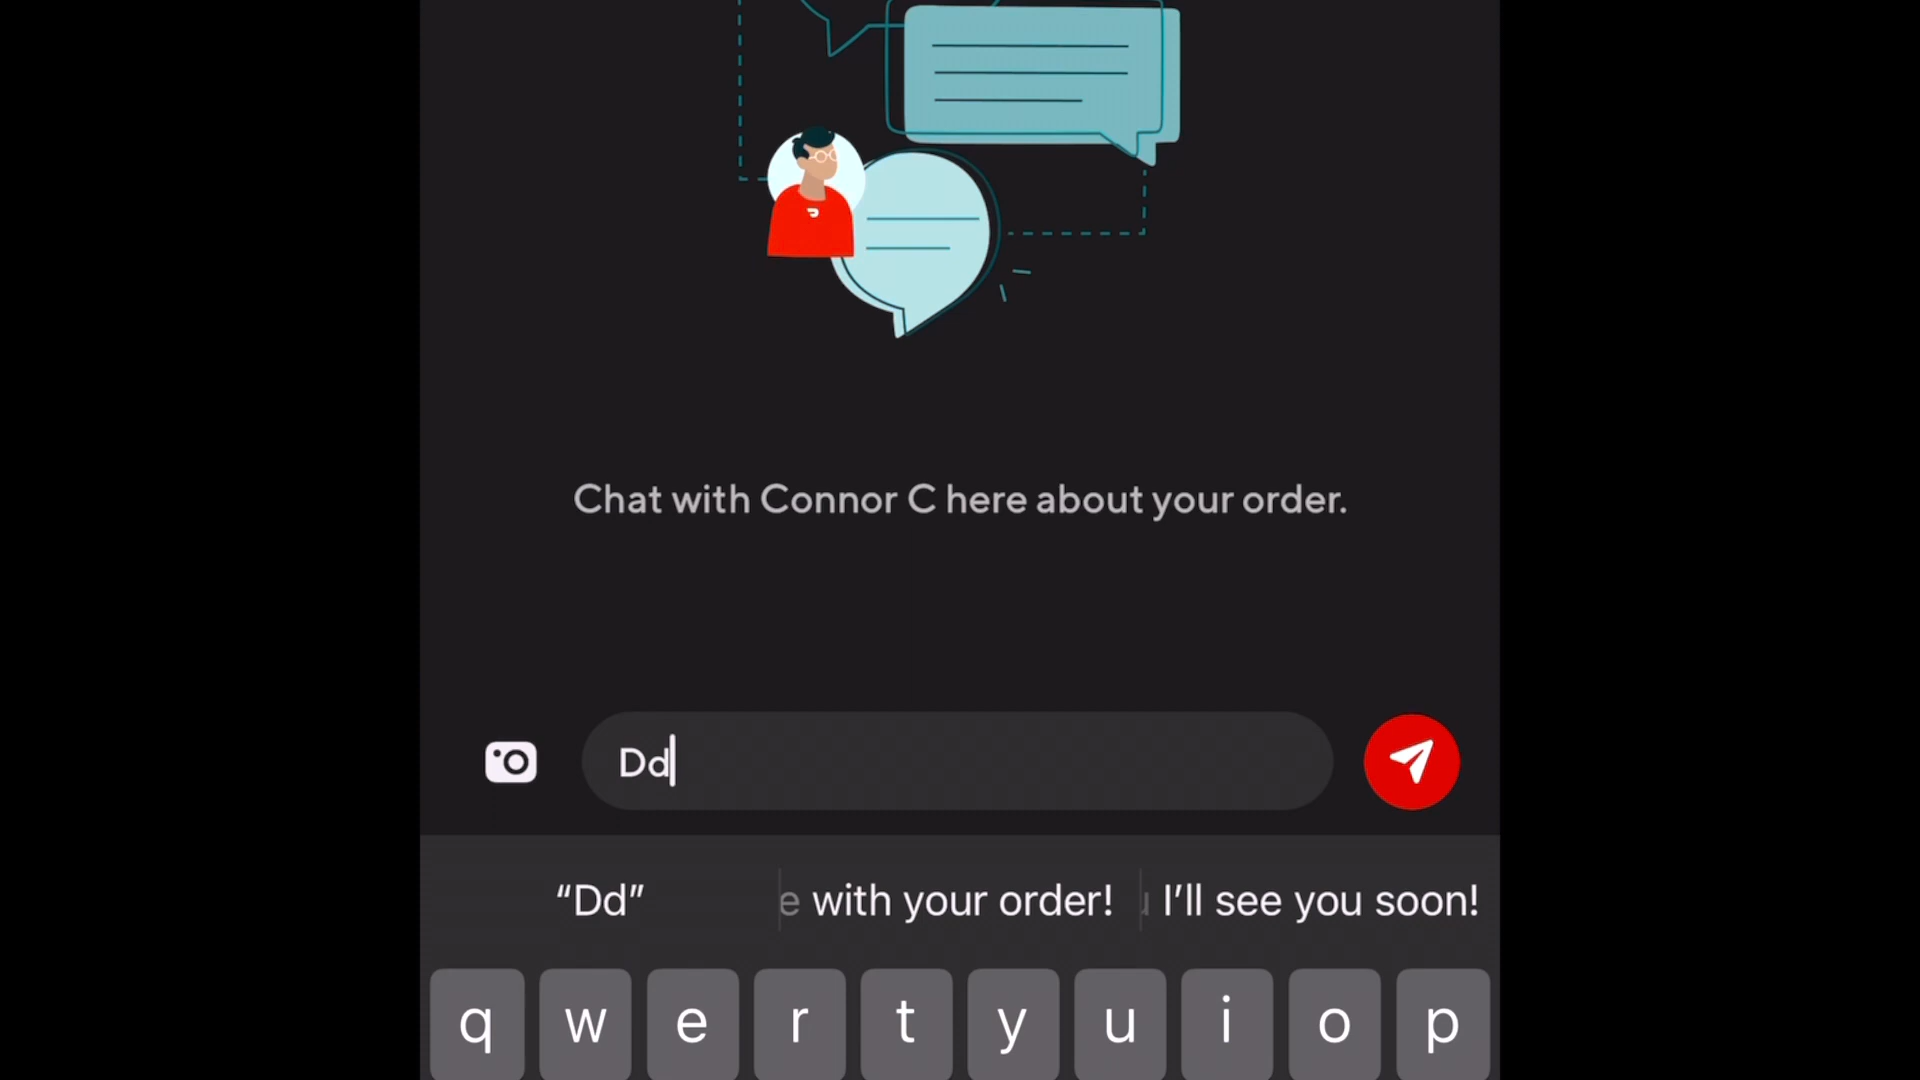 Chat with Connor C here about your order.
Dd
“Dd” e with your order! I’ll see you soon!
q w e r t y u i o p